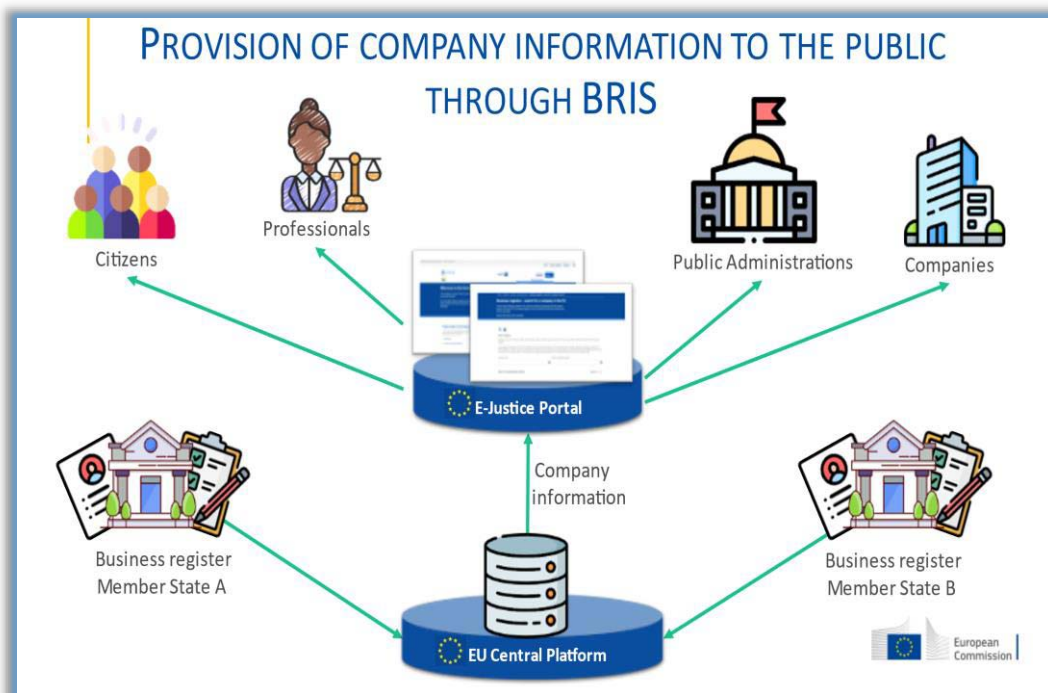 PROVISION OF COMPANY INFORMATION TO THE PUBLIC
THROUGH BRIS
Citizens
Professionals
Public Administrations
Companies
E-Justice Portal
Company
information
Business register
Member State A
Business register
Member State B
EU Central Platform
European
Commission